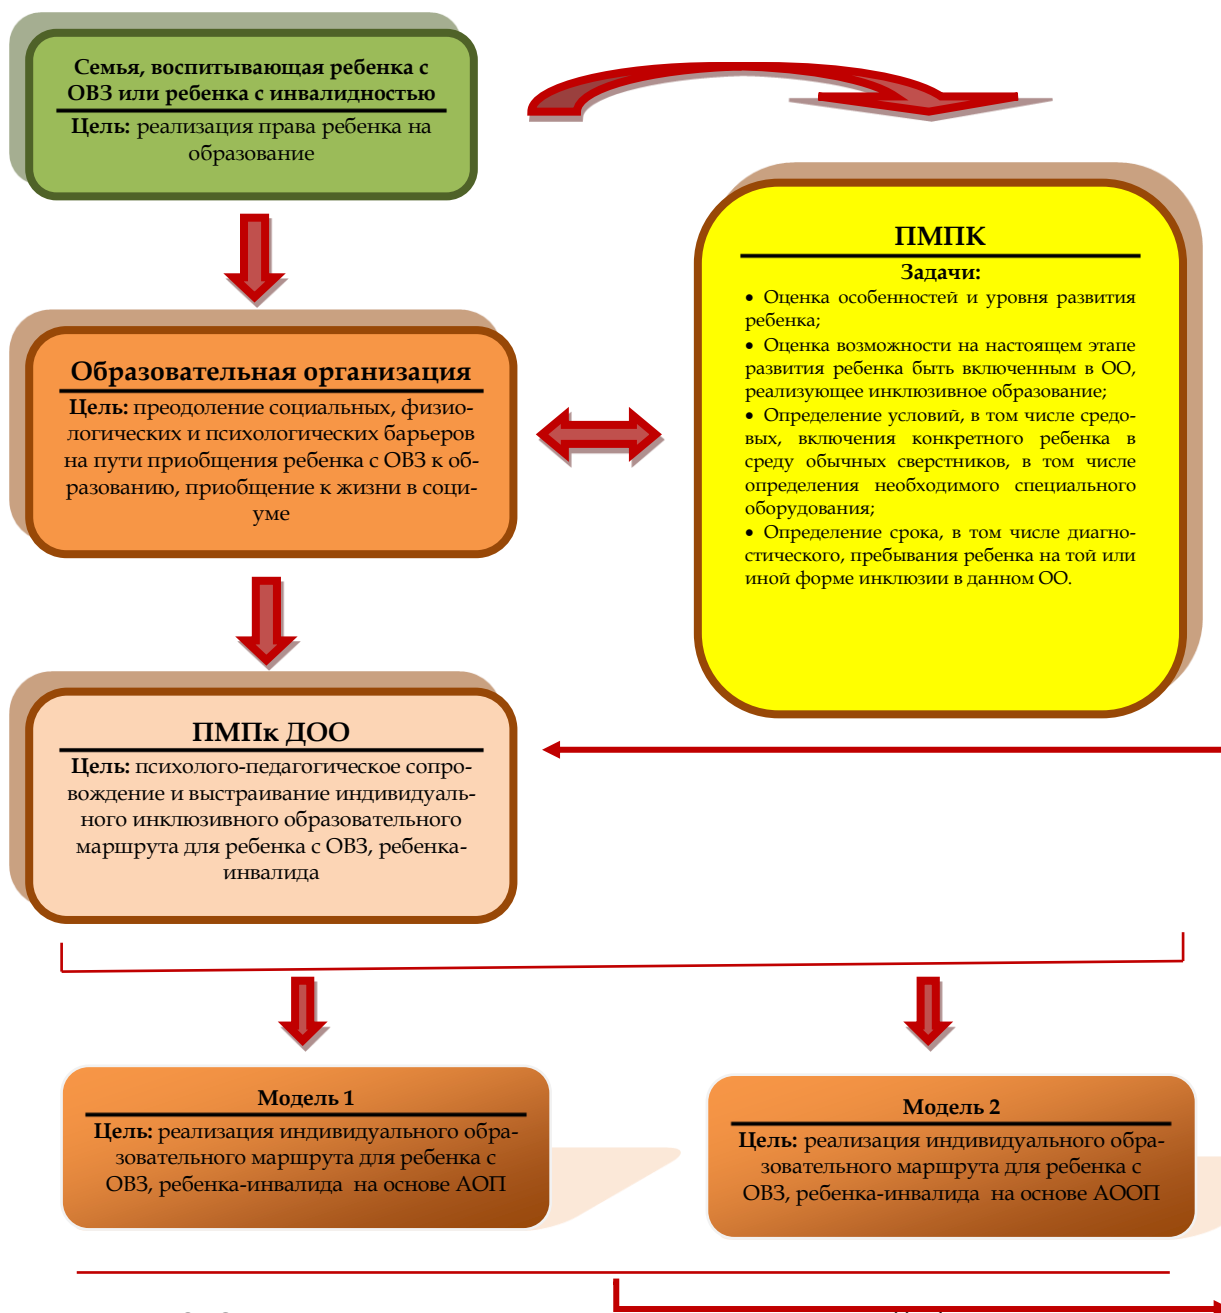 Семья, воспитывающая ребенка с
ОВЗ или ребенка с инвалидностью
Цель: реализация права ребенка на
образование
ПМПК
Задачи:
• Оценка особенностей и уровня развития
ребенка;
• Оценка возможности на настоящем этапе
развития ребенка быть включенным в ОО,
реализующее инклюзивное образование;
• Определение условий, в том числе средо-
вых, включения конкретного ребенка в
среду обычных сверстников, в том числе
определения необходимого специального
оборудования;
• Определение срока, в том числе диагно-
стического, пребывания ребенка на той или
иной форме инклюзии в данном ОО.
Образовательная организация
Цель: преодоление социальных, физио-
логических и психологических барьеров
на пути приобщения ребенка с ОВЗ к об-
разованию, приобщение к жизни в соци-
уме
ПМПк ДОО
Цель: психолого-педагогическое сопро-
вождение и выстраивание индивидуаль-
ного инклюзивного образовательного
маршрута для ребенка с ОВЗ, ребенка-
инвалида
Модель 1
Цель: реализация индивидуального обра-
зовательного маршрута для ребенка с
ОВЗ, ребенка-инвалида на основе АОП
Модель 2
Цель: реализация индивидуального обра-
зовательного маршрута для ребенка с
ОВЗ, ребенка-инвалида на основе АООП